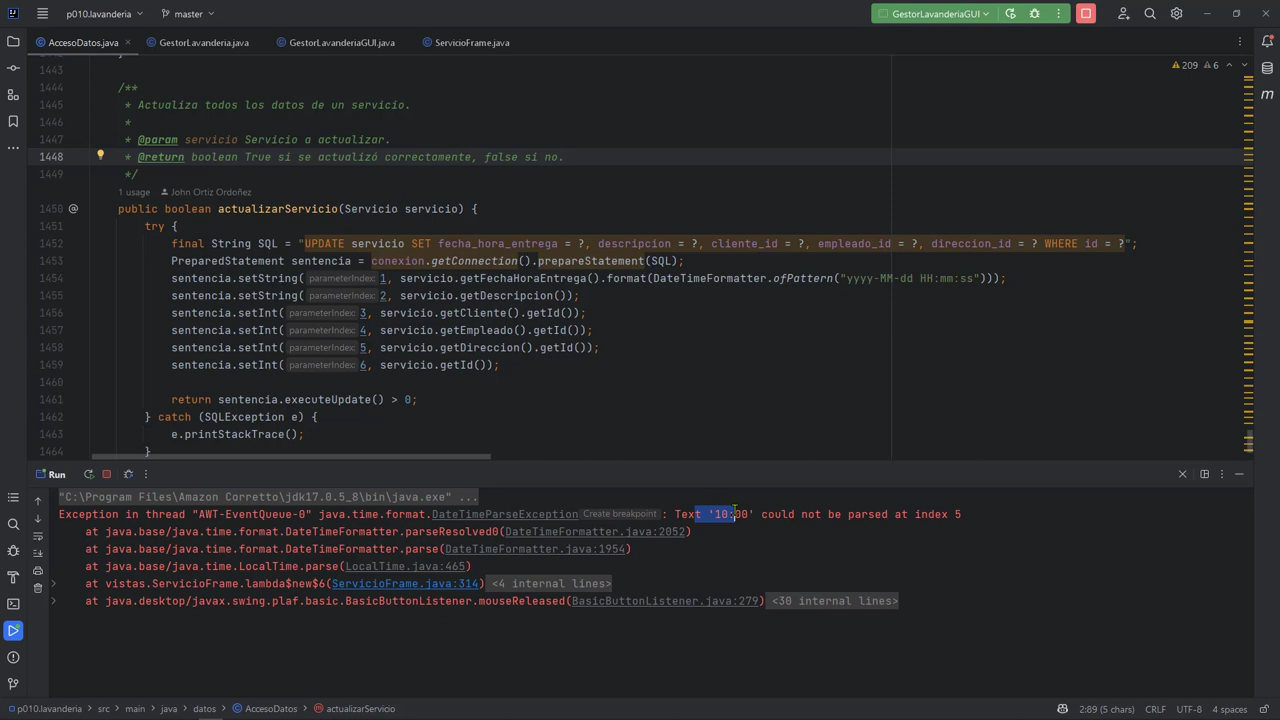 p010.lavanderia master GestorLavanderiaGUI
AccesoDatos.java GestorLavanderia.java GestorLavanderiaGUI.java ServicioFrame.java
209 6
1443
1444 /**
1445 * Actualiza todos los datos de un servicio.
1446 *
1447 * @param servicio Servicio a actualizar.
1448 * @return boolean True si se actualizó correctamente, false si no.
1449 */
1 usage John Ortiz Ordoñez
1450 public boolean actualizarServicio(Servicio servicio) {
1451 try {
1452 final String SQL = "UPDATE servicio SET fecha_hora_entrega = ?, descripcion = ?, cliente_id = ?, empleado_id = ?, direccion_id = ? WHERE id = ?";
1453 PreparedStatement sentencia = conexion.getConnection().prepareStatement(SQL);
1454 sentencia.setString( parameterIndex: 1, servicio.getFechaHoraEntrega().format(DateTimeFormatter.ofPattern("yyyy-MM-dd HH:mm:ss")));
1455 sentencia.setString( parameterIndex: 2, servicio.getDescripcion());
1456 sentencia.setInt( parameterIndex: 3, servicio.getCliente().getId());
1457 sentencia.setInt( parameterIndex: 4, servicio.getEmpleado().getId());
1458 sentencia.setInt( parameterIndex: 5, servicio.getDireccion().getId());
1459 sentencia.setInt( parameterIndex: 6, servicio.getId());
1460
1461 return sentencia.executeUpdate() > 0;
1462 } catch (SQLException e) {
1463 e.printStackTrace();
1464 }
Run
"C:\Program Files\Amazon Corretto\jdk17.0.5_8\bin\java.exe" ...
Exception in thread "AWT-EventQueue-0" java.time.format.DateTimeParseException Create breakpoint : Text '10:00' could not be parsed at index 5
at java.base/java.time.format.DateTimeFormatter.parseResolved0(DateTimeFormatter.java:2052)
at java.base/java.time.format.DateTimeFormatter.parse(DateTimeFormatter.java:1954)
at java.base/java.time.LocalTime.parse(LocalTime.java:465)
at vistas.ServicioFrame.lambda$new$6(ServicioFrame.java:314) <4 internal lines>
at java.desktop/javax.swing.plaf.basic.BasicButtonListener.mouseReleased(BasicButtonListener.java:279) <30 internal lines>
p010.lavanderia > src > main > java > datos > AccesoDatos > actualizarServicio 2:89 (5 chars) CRLF UTF-8 4 spaces